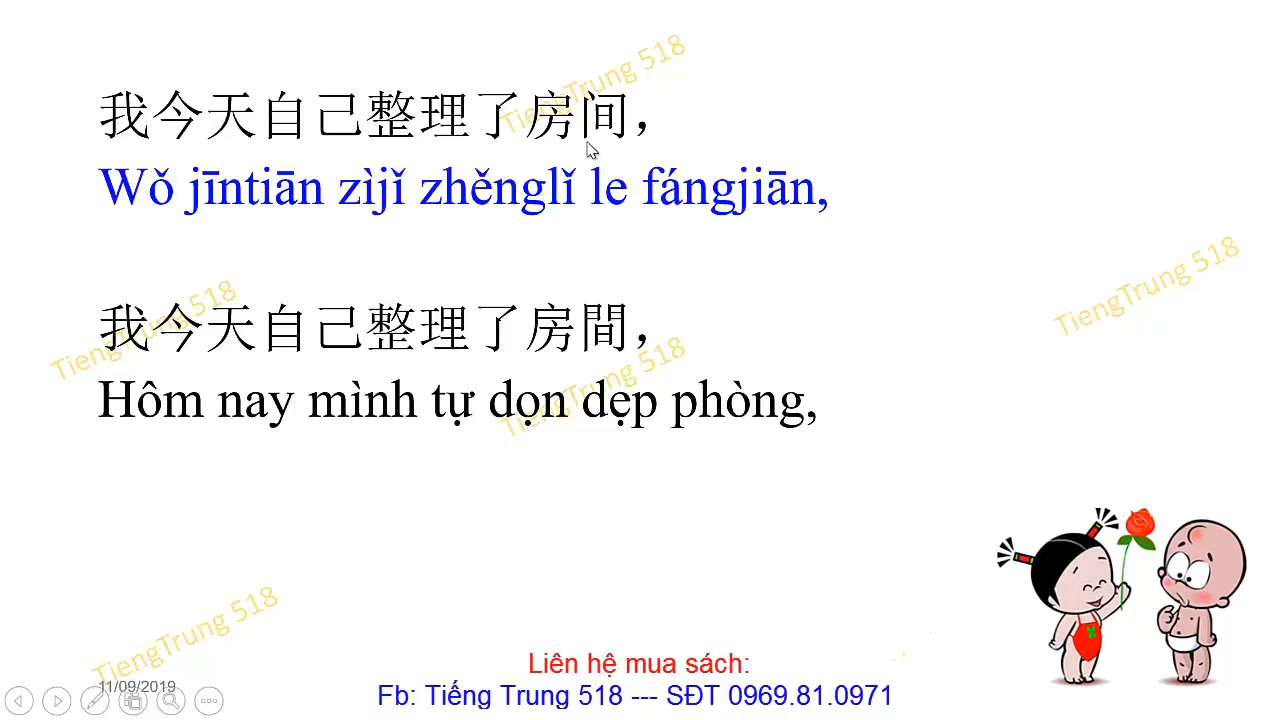 TiengTrung 518
我今天自己整理了房间，
Wǒ jīntiān zìjǐ zhěnglǐ le fángjiān,
TiengTrung 518
TiengTrung 518
我今天自己整理了房間，
TiengTrung 518
Hôm nay mình tự dọn dẹp phòng,
TiengTrung 518
Liên hệ mua sách:
11/09/2019
Fb: Tiếng Trung 518 --- SĐT 0969.81.0971